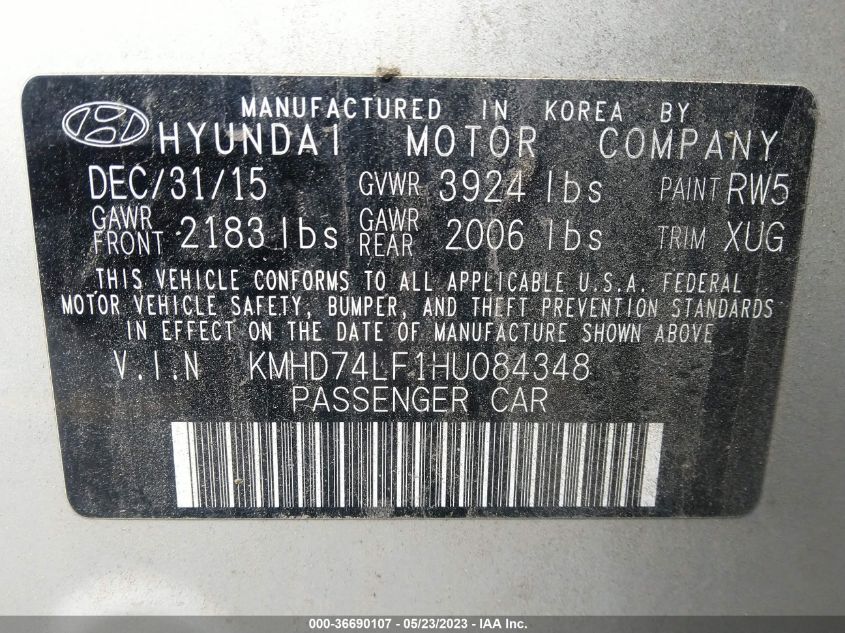 MANUFACTURED IN KOREA BY
HYUNDAI MOTOR COMPANY
DEC/31/15 GVWR 3924 lbs PAINT RW5
GAWR FRONT 2183 lbs GAWR REAR 2006 lbs TRIM XUG
THIS VEHICLE CONFORMS TO ALL APPLICABLE U.S.A. FEDERAL
MOTOR VEHICLE SAFETY, BUMPER, AND THEFT PREVENTION STANDARDS
IN EFFECT ON THE DATE OF MANUFACTURE SHOWN ABOVE
V.I.N KMHD74LF1HU084348
PASSENGER CAR
000-36690107 - 05/23/2023 - IAA Inc.